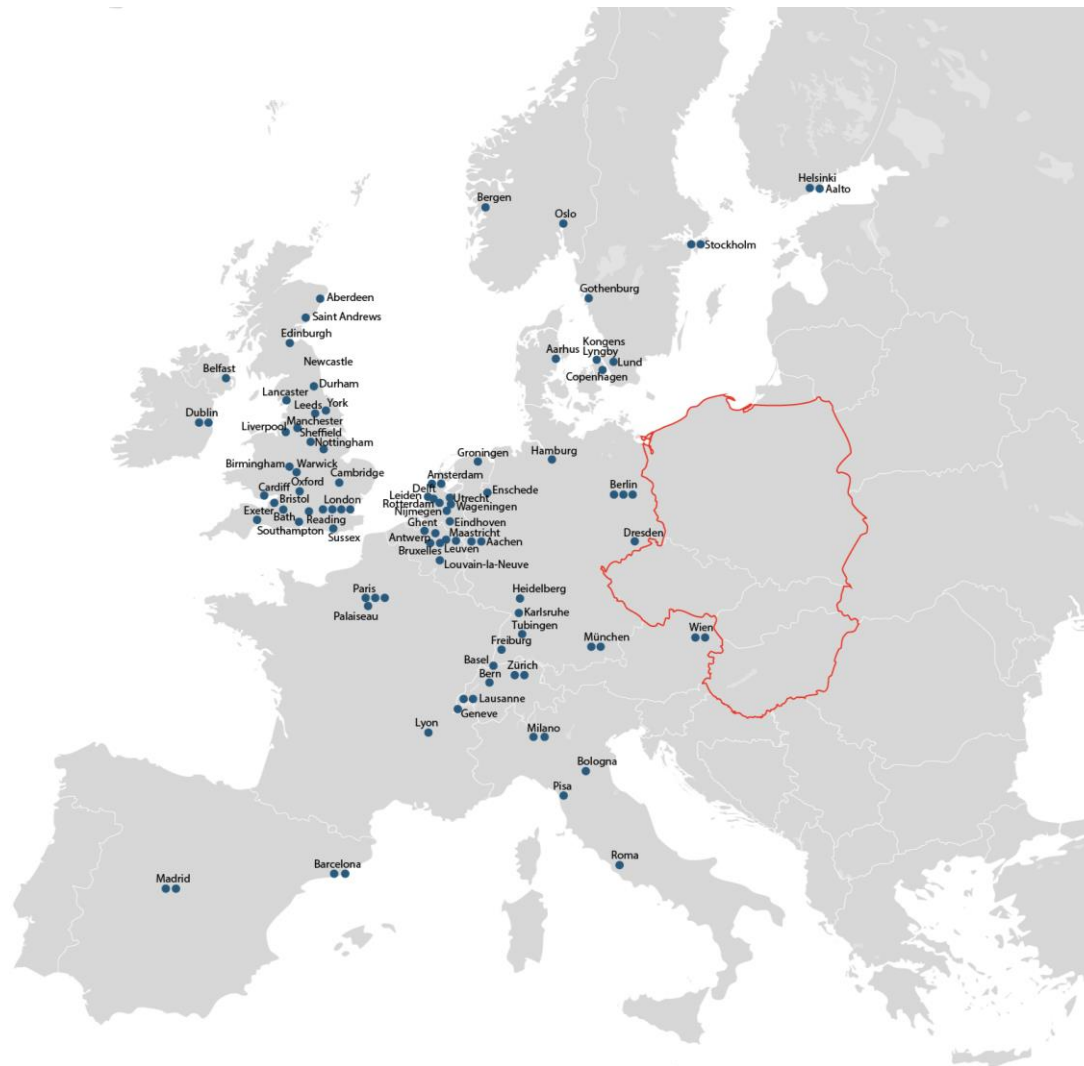 Helsinki
Aalto
Bergen
Oslo
Stockholm
Gothenburg
Aberdeen
Saint Andrews
Edinburgh
Kongens
Lyngby
Aarhus
Lund
Copenhagen
Newcastle
Belfast
Durham
Lancaster
Leeds
York
Dublin
Manchester
Liverpool
Sheffield
Nottingham
Hamburg
Groningen
Birmingham
Warwick
Cambridge
Amsterdam
Oxford
Delft
Berlin
Cardiff
Leiden
Utrecht
Enschede
Bristol
London
Rotterdam
Wageningen
Exeter
Nijmegen
Bath
Reading
Ghent
Eindhoven
Southampton
Sussex
Maastricht
Dresden
Antwerp
Aachen
Bruxelles
Leuven
Louvain-la-Neuve
Paris
Heidelberg
Palaiseau
Karlsruhe
Tubingen
Wien
München
Freiburg
Basel
Zürich
Bern
Lausanne
Geneve
Lyon
Milano
Bologna
Pisa
Roma
Barcelona
Madrid